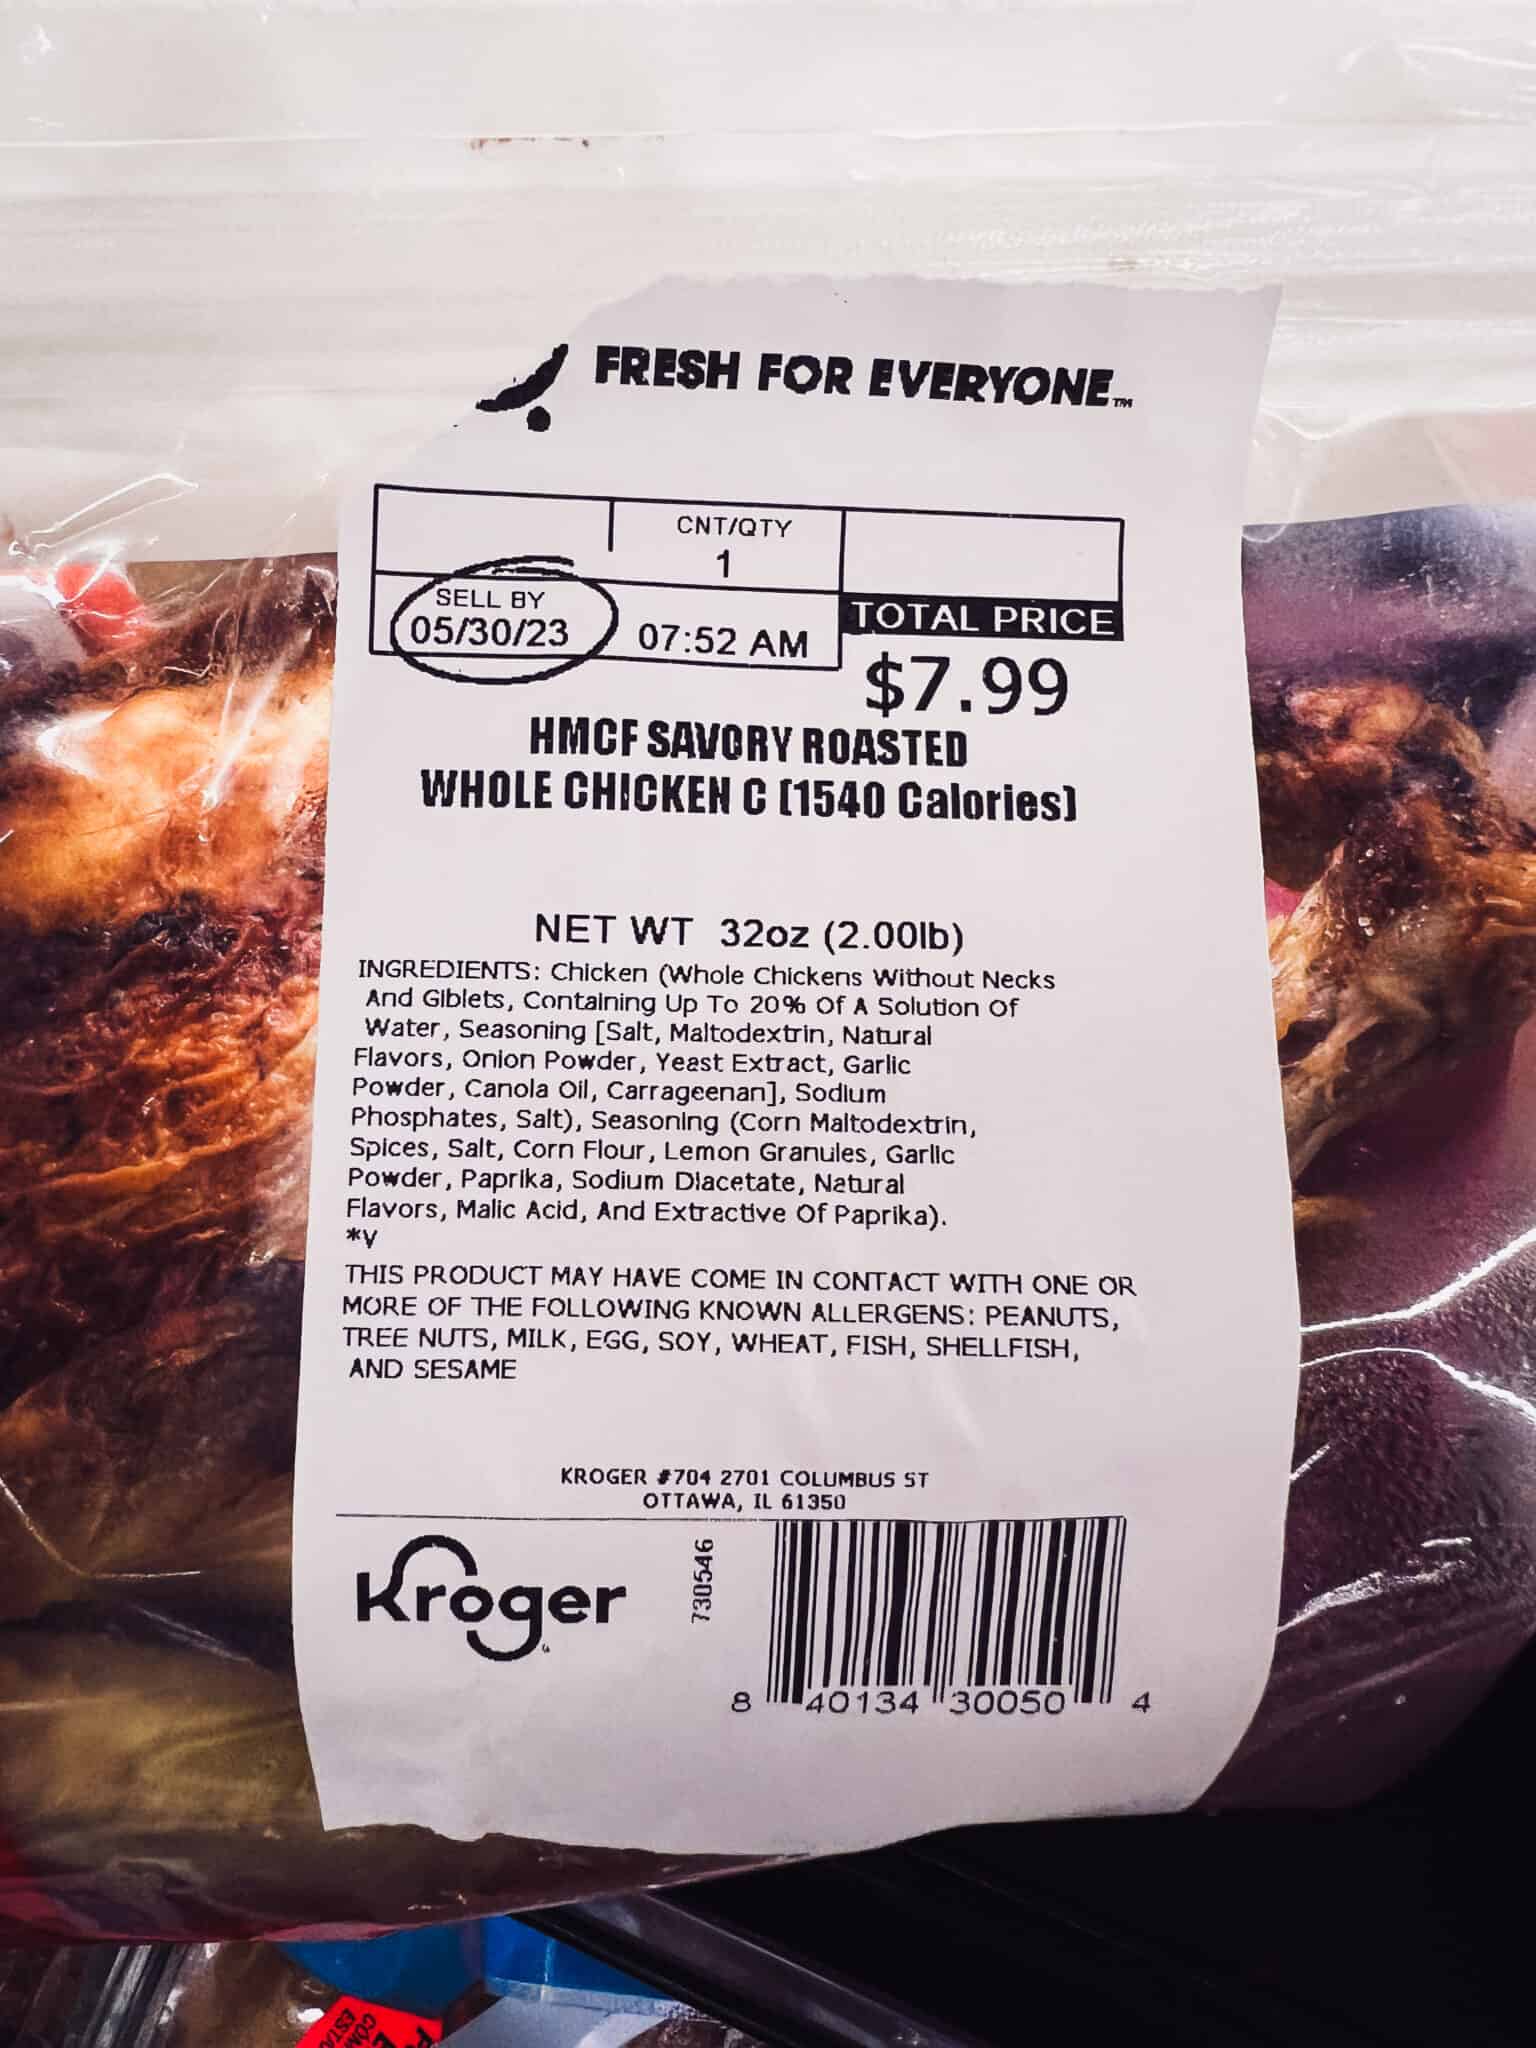 FRESH FOR EVERYONE™
CNT/QTY
1
SELL BY
05/30/23
07:52 AM
TOTAL PRICE
$7.99
HMCF SAVORY ROASTED
WHOLE CHICKEN C [1540 Calories]
NET WT 32oz (2.00lb)
INGREDIENTS: Chicken (Whole Chickens Without Necks
And Giblets, Containing Up To 20% Of A Solution Of
Water, Seasoning [Salt, Maltodextrin, Natural
Flavors, Onion Powder, Yeast Extract, Garlic
Powder, Canola Oil, Carrageenan], Sodium
Phosphates, Salt), Seasoning (Corn Maltodextrin,
Spices, Salt, Corn Flour, Lemon Granules, Garlic
Powder, Paprika, Sodium Diacetate, Natural
Flavors, Malic Acid, And Extractive Of Paprika).
*V
THIS PRODUCT MAY HAVE COME IN CONTACT WITH ONE OR
MORE OF THE FOLLOWING KNOWN ALLERGENS: PEANUTS,
TREE NUTS, MILK, EGG, SOY, WHEAT, FISH, SHELLFISH,
AND SESAME
KROGER #704 2701 COLUMBUS ST
OTTAWA, IL 61350
Kroger
730546
8 40134 30050 4